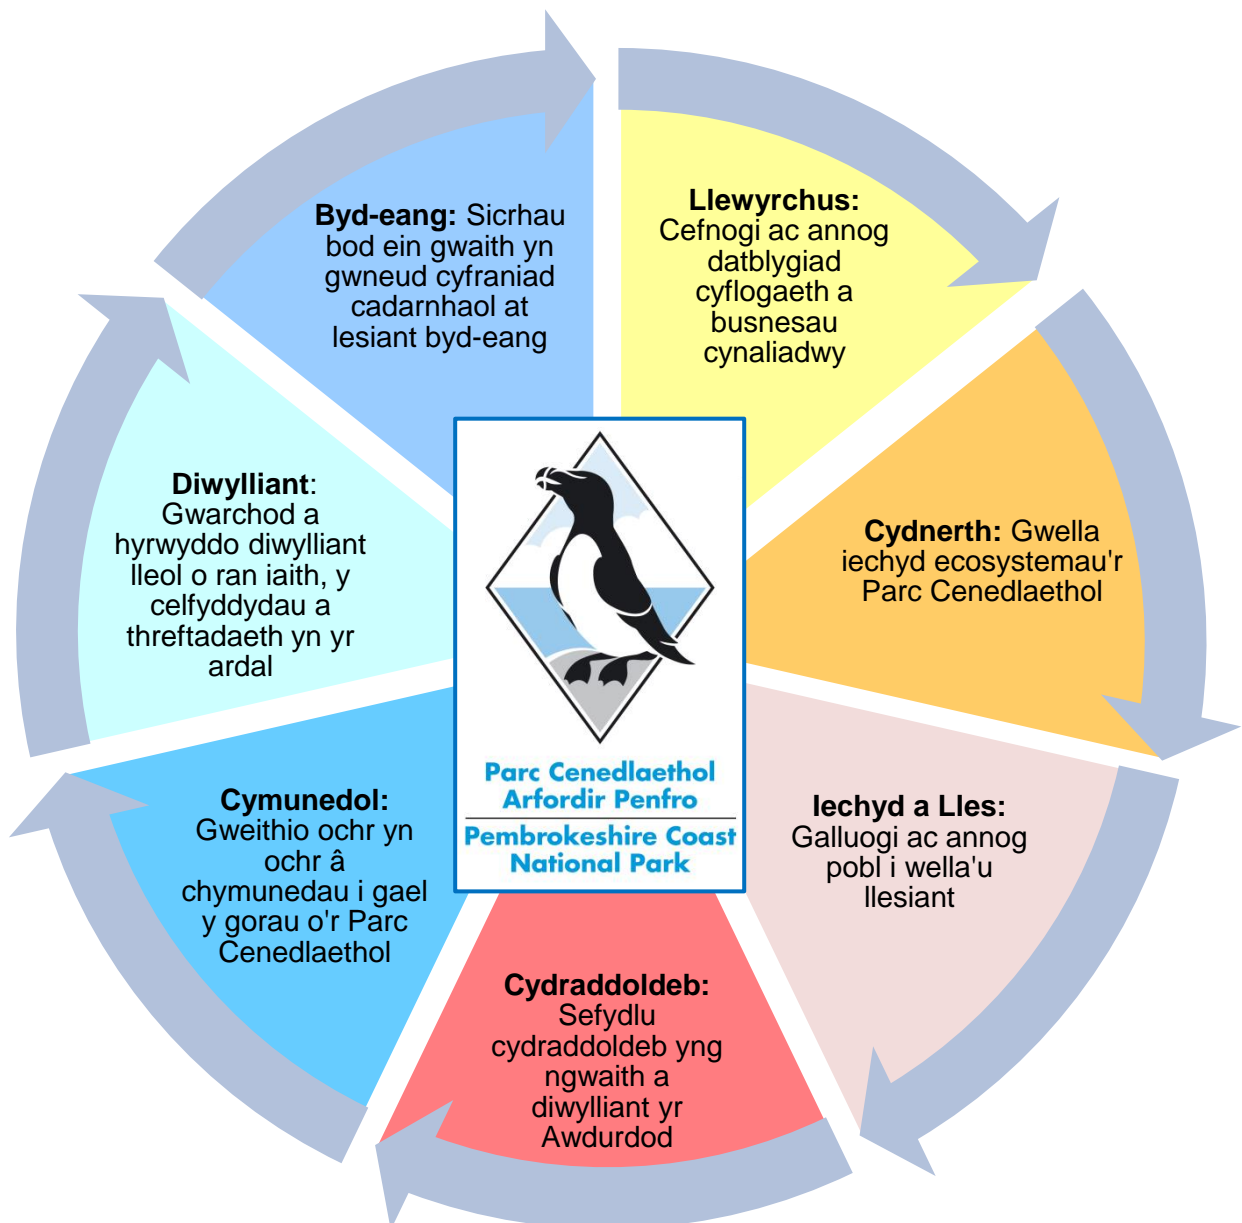 Llewyrchus:
Cefnogi ac annog
datblygiad
cyflogaeth a
busnesau
cynaliadwy
Cydnerth: Gwella
iechyd ecosystemau'r
Parc Cenedlaethol
Iechyd a Lles:
Galluogi ac annog
pobl i wella'u
llesiant
Cydraddoldeb:
Sefydlu
cydraddoldeb yng
ngwaith a
diwylliant yr
Awdurdod
Cymunedol:
Gweithio ochr yn
ochr â
chymunedau i gael
y gorau o'r Parc
Cenedlaethol
Diwylliant:
Gwarchod a
hyrwyddo diwylliant
lleol o ran iaith, y
celfyddydau a
threftadaeth yn yr
ardal
Byd-eang: Sicrhau
bod ein gwaith yn
gwneud cyfraniad
cadarnhaol at
lesiant byd-eang
Parc Cenedlaethol
Arfordir Penfro
Pembrokeshire Coast
National Park